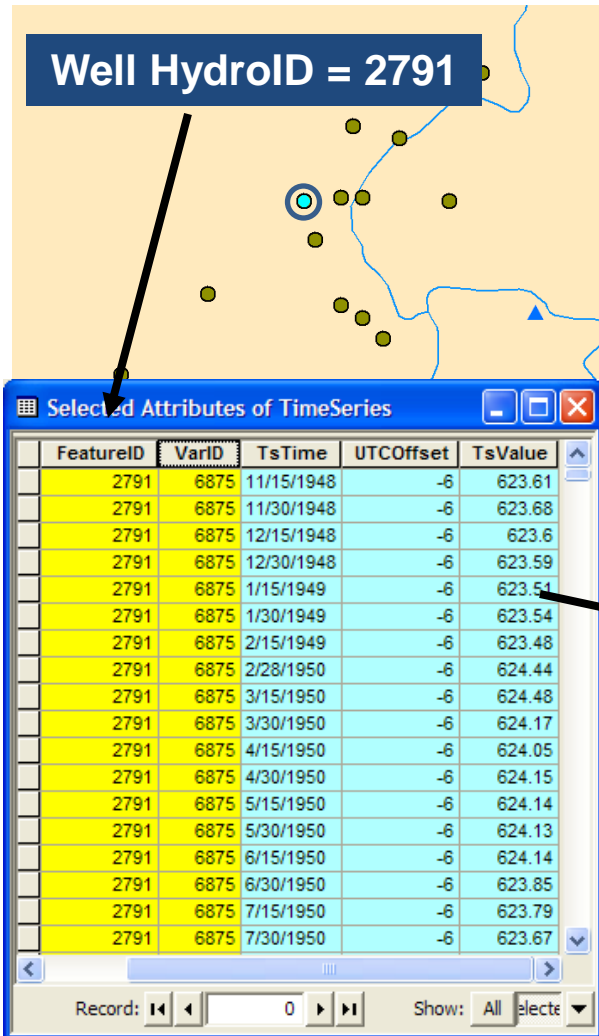 Well HydroID = 2791
Selected Attributes of TimeSeries
FeatureID VarID TsTime UTCOffset TsValue
2791 6875 11/15/1948 -6 623.61
2791 6875 11/30/1948 -6 623.68
2791 6875 12/15/1948 -6 623.6
2791 6875 12/30/1948 -6 623.59
2791 6875 1/15/1949 -6 623.51
2791 6875 1/30/1949 -6 623.54
2791 6875 2/15/1949 -6 623.48
2791 6875 2/28/1950 -6 624.44
2791 6875 3/15/1950 -6 624.48
2791 6875 3/30/1950 -6 624.17
2791 6875 4/15/1950 -6 624.05
2791 6875 4/30/1950 -6 624.15
2791 6875 5/15/1950 -6 624.14
2791 6875 5/30/1950 -6 624.13
2791 6875 6/15/1950 -6 624.14
2791 6875 6/30/1950 -6 623.85
2791 6875 7/15/1950 -6 623.79
2791 6875 7/30/1950 -6 623.67
Record: 0 Show: All electe